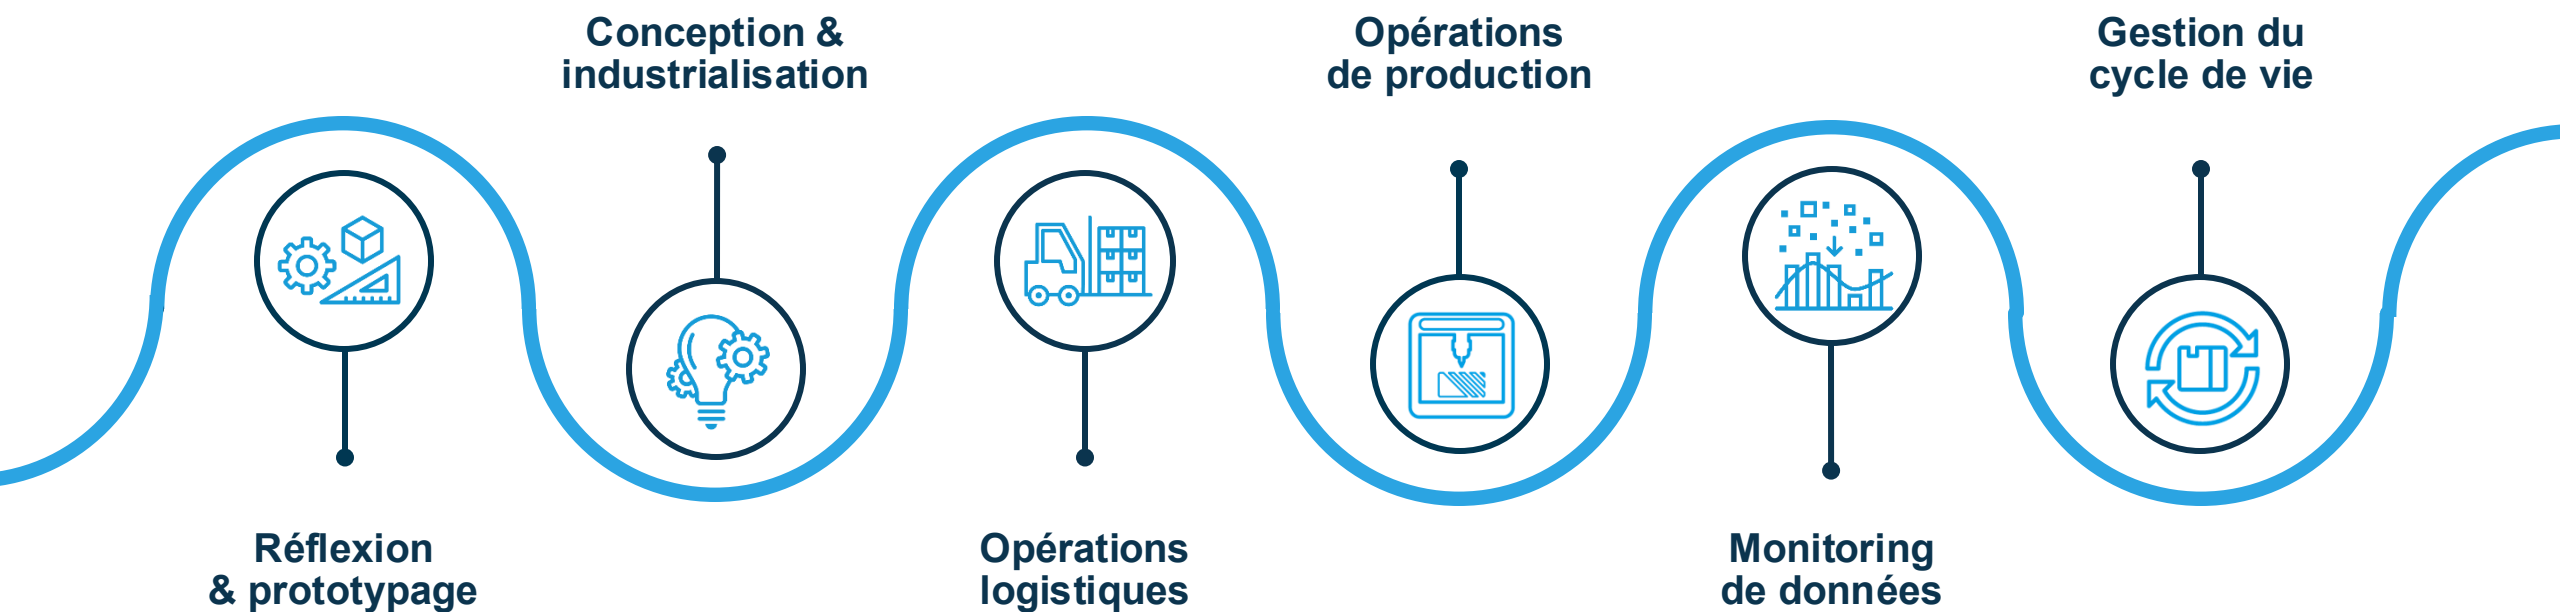 Réflexion
& prototypage
Conception &
industrialisation
Opérations
logistiques
Opérations
de production
Monitoring
de données
Gestion du
cycle de vie